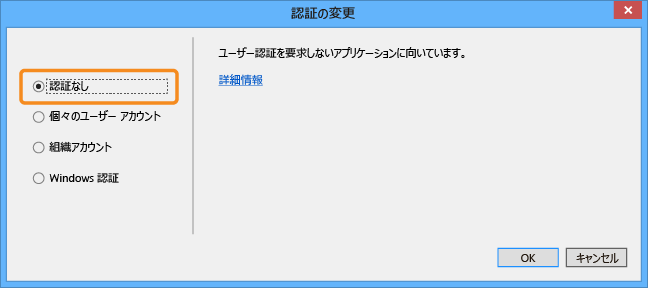 認証の変更
認証なし
個々のユーザー アカウント
組織アカウント
Windows 認証
ユーザー認証を要求しないアプリケーションに向いています。
詳細情報
OK
キャンセル